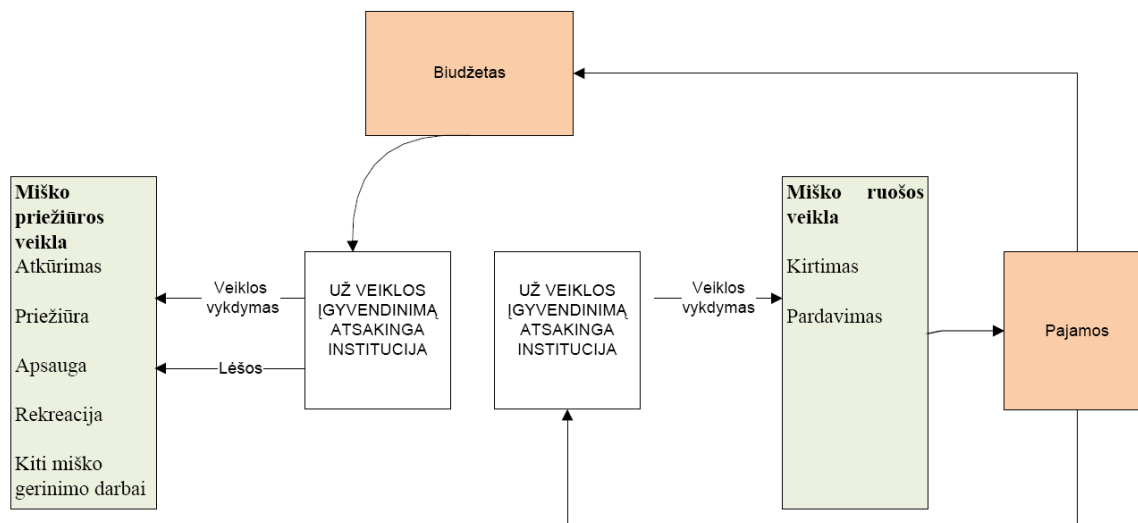 Biudžetas
Miško
priežiūros
veikla
Atkūrimas
Priežiūra
Apsauga
Rekreacija
Kiti miško
gerinimo darbai
Veiklos
vykdymas
Lėšos
UŽ VEIKLOS
ĮGYVENDINIMĄ
ATSAKINGA
INSTITUCIJA
UŽ VEIKLOS
ĮGYVENDINIMĄ
ATSAKINGA
INSTITUCIJA
Veiklos
vykdymas
Miško ruošos
veikla
Kirtimas
Pardavimas
Pajamos